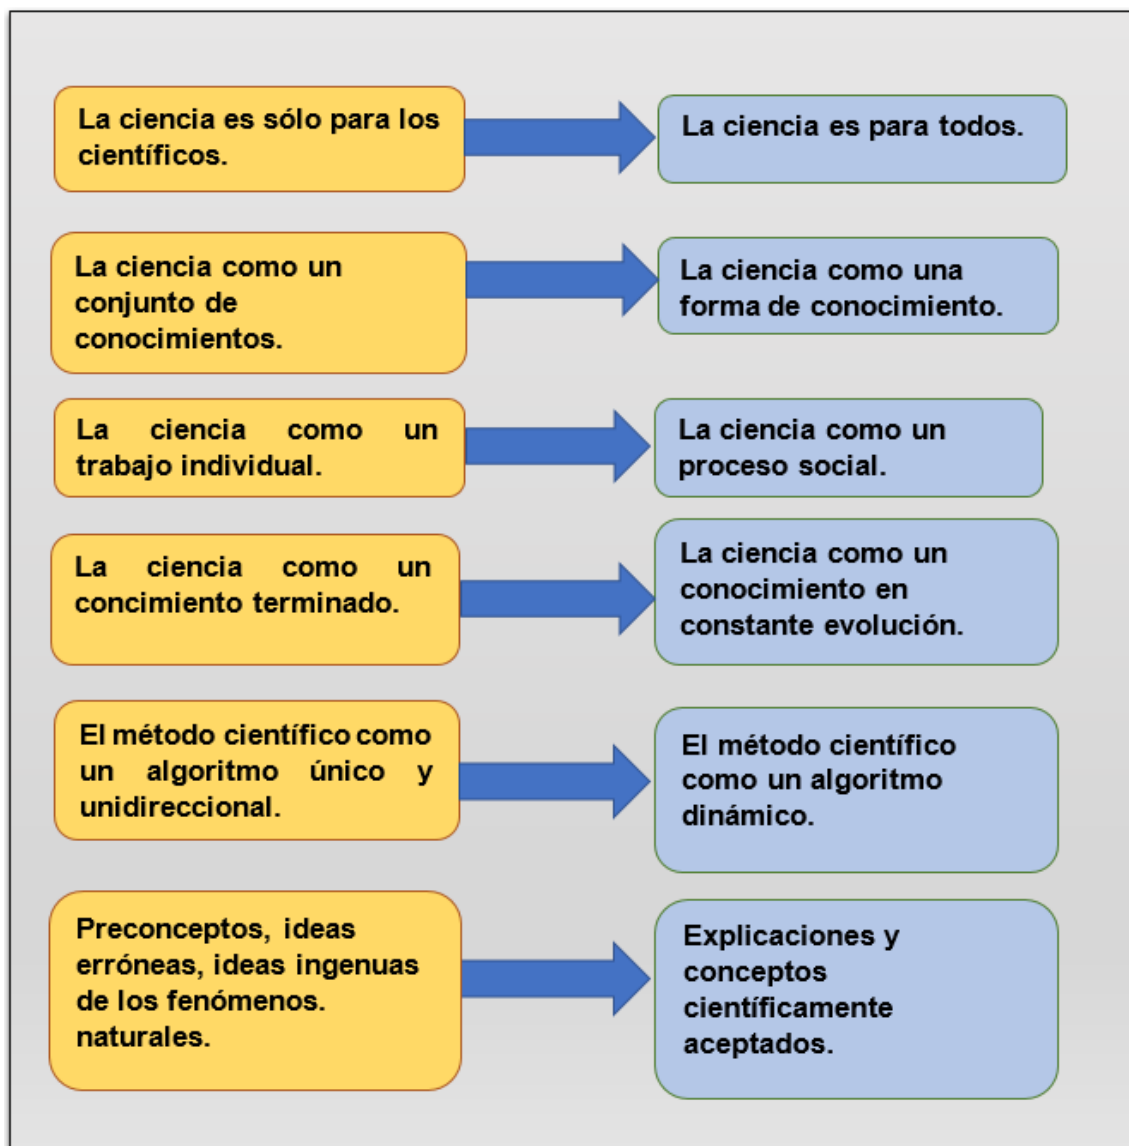 La ciencia es sólo para los
científicos.
La ciencia es para todos.
La ciencia como un
conjunto de
conocimientos.
La ciencia como una
forma de conocimiento.
La ciencia como un
trabajo individual.
La ciencia como un
proceso social.
La ciencia como un
concimiento terminado.
La ciencia como un
conocimiento en
constante evolución.
El método científico como
un algoritmo único y
unidireccional.
El método científico
como un algoritmo
dinámico.
Preconceptos, ideas
erróneas, ideas ingenuas
de los fenómenos.
naturales.
Explicaciones y
conceptos
científicamente
aceptados.